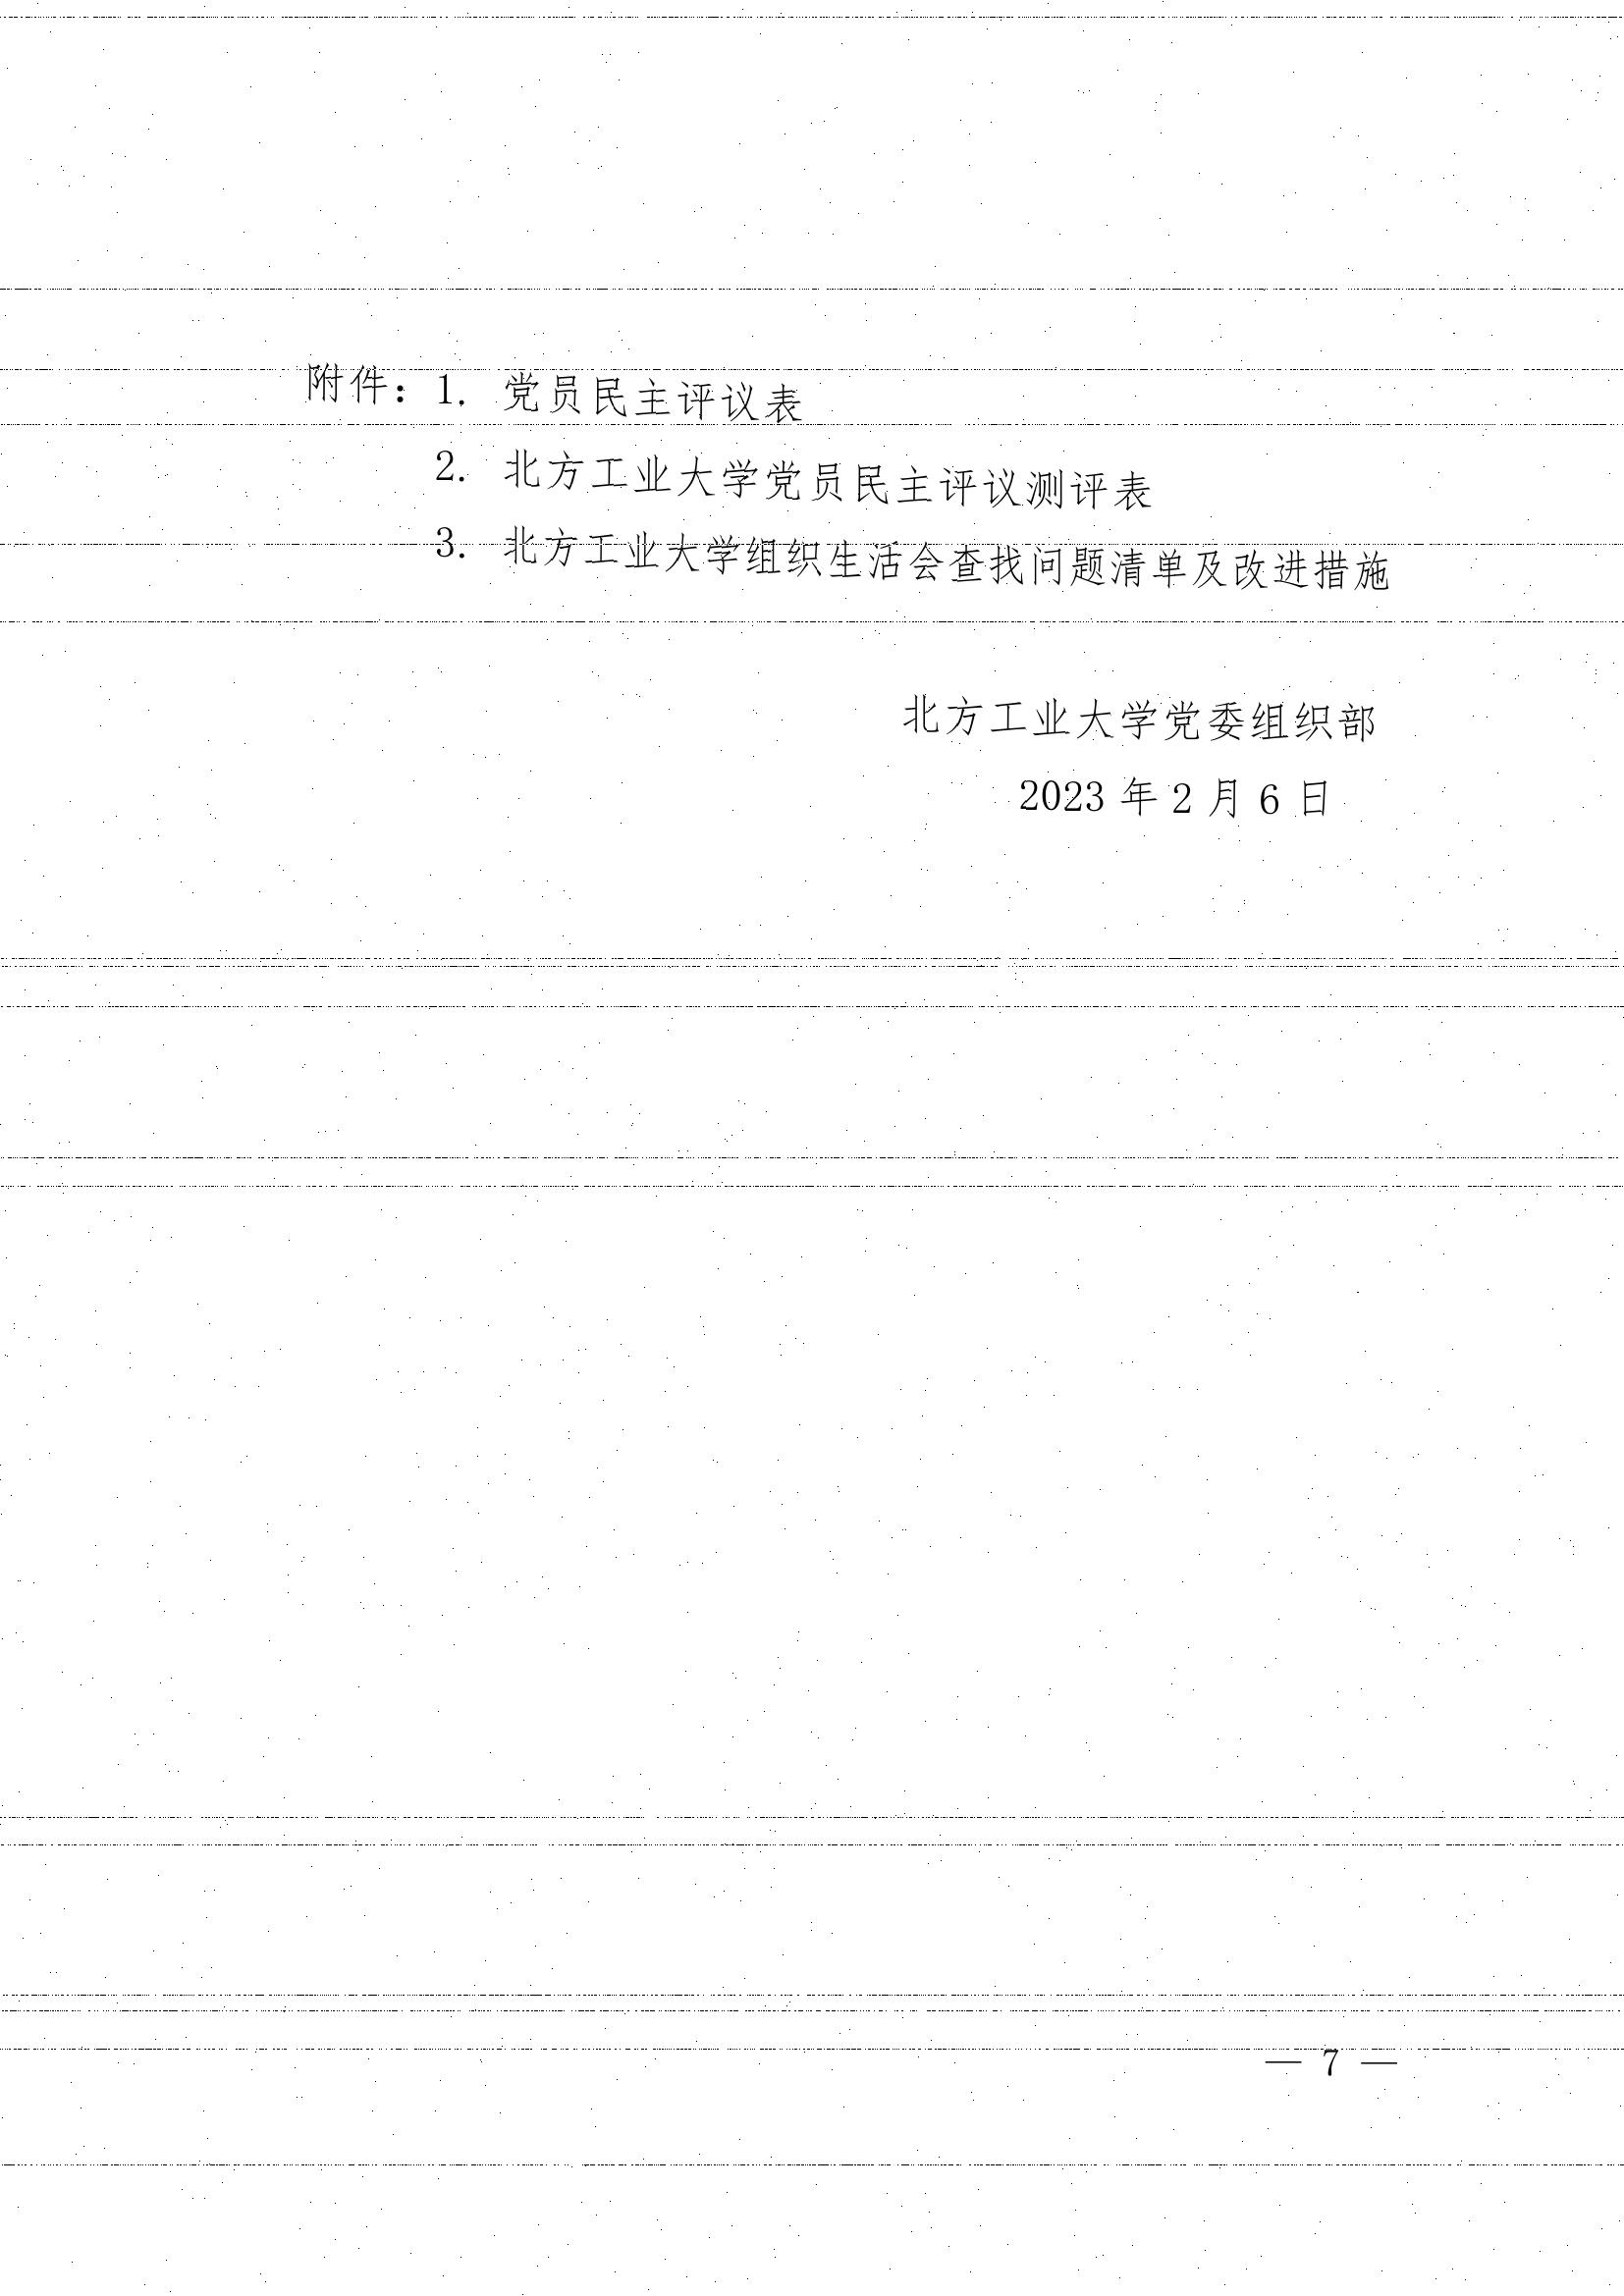 附件：1. 党员民主评议表
2. 北方工业大学党员民主评议测评表
3. 北方工业大学组织生活会查找问题清单及改进措施
北方工业大学党委组织部
2023 年 2 月 6 日
— 7 —